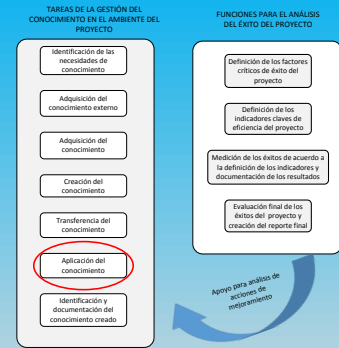 TAREAS DE LA GESTIÓN DEL
CONOCIMIENTO EN EL AMBIENTE DEL
PROYECTO
Identificación de las
necesidades de
conocimiento
Adquisición del
conocimiento externo
Adquisición del
conocimiento
Creación del
conocimiento
Transferencia del
conocimiento
Aplicación del
conocimiento
Identificación y
documentación del
conocimiento creado
FUNCIONES PARA EL ANÁLISIS
DEL ÉXITO DEL PROYECTO
Definición de los factores
críticos de éxito del
proyecto
Definición de los
indicadores claves de
eficiencia del proyecto
Medición de los éxitos de acuerdo a
la definición de los indicadores y
documentación de los resultados
Evaluación final de los
éxitos del proyecto y
creación del reporte final
Apoyo para análisis de
acciones de
mejoramiento